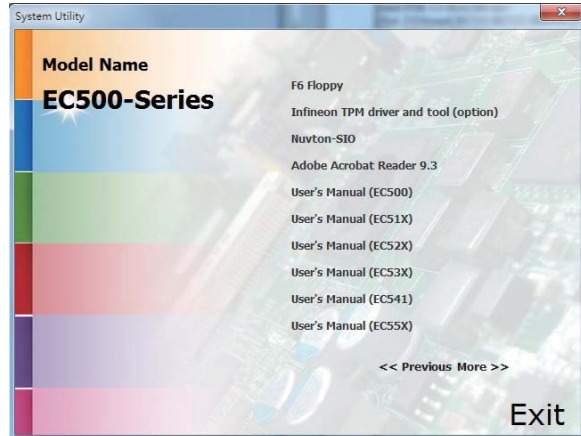 System Utility
Model Name
EC500-Series
F6 Floppy
Infineon TPM driver and tool (option)
Nuvton-SIO
Adobe Acrobat Reader 9.3
User's Manual (EC500)
User's Manual (EC51X)
User's Manual (EC52X)
User's Manual (EC53X)
User's Manual (EC541)
User's Manual (EC55X)
<< Previous More >>
Exit